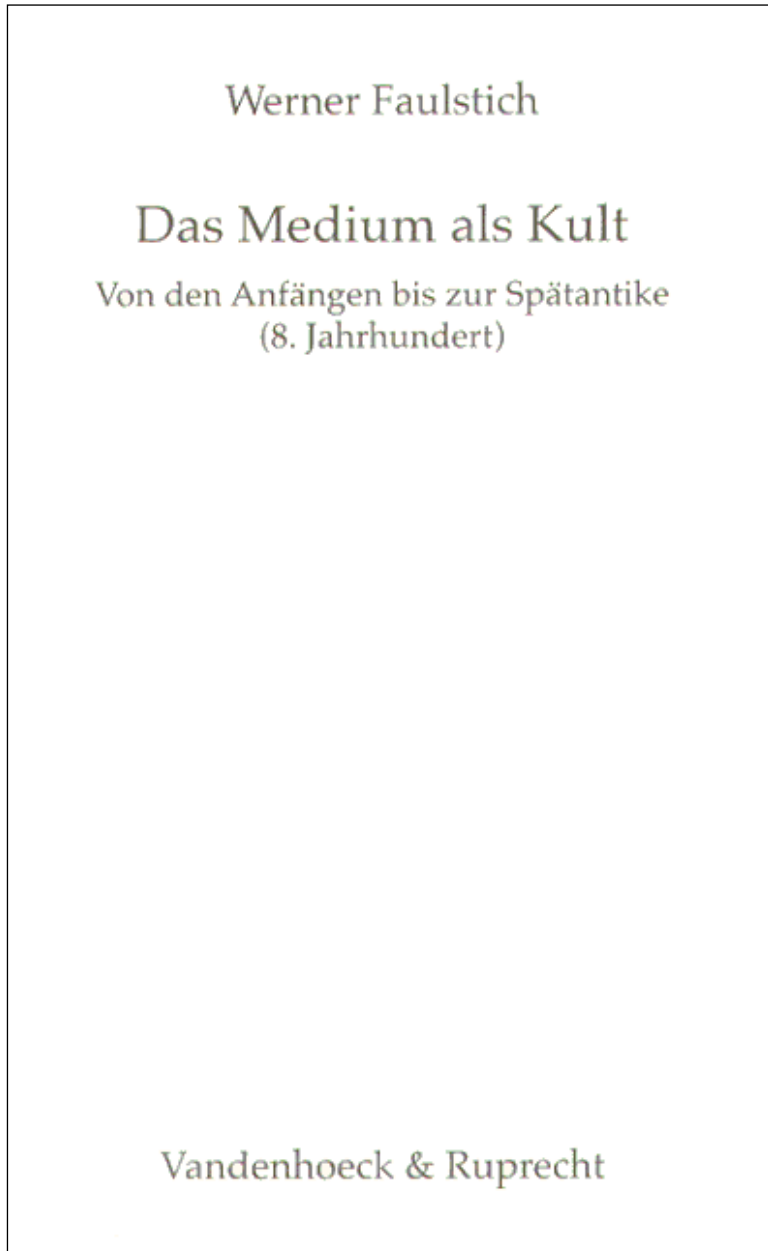 Werner Faulstich
Das Medium als Kult
Von den Anfängen bis zur Spätantike
(8. Jahrhundert)
Vandenhoeck & Ruprecht